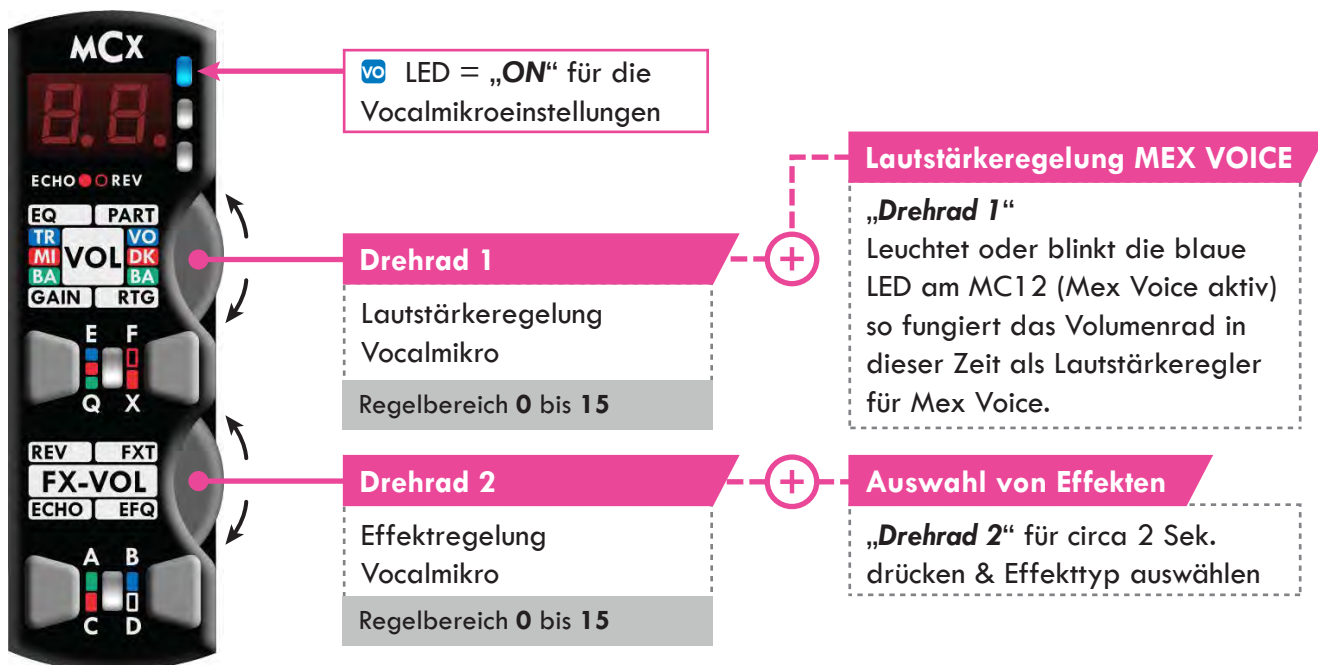 MCX
8.8.
ECHO REV
EQ PART
TR VO
MI VOL DK
BA BA
GAIN RTG
E F
Q X
REV FXT
FX-VOL
ECHO EFQ
A B
C D
VO LED = „ON“ für die
Vocalmikroeinstellungen
Drehrad 1
Lautstärkeregelung
Vocalmikro
Regelbereich 0 bis 15
Lautstärkeregelung MEX VOICE
„Drehrad 1“
Leuchtet oder blinkt die blaue
LED am MC12 (Mex Voice aktiv)
so fungiert das Volumenrad in
dieser Zeit als Lautstärkeregler
für Mex Voice.
Drehrad 2
Effektregelung
Vocalmikro
Regelbereich 0 bis 15
Auswahl von Effekten
„Drehrad 2“ für circa 2 Sek.
drücken & Effekttyp auswählen